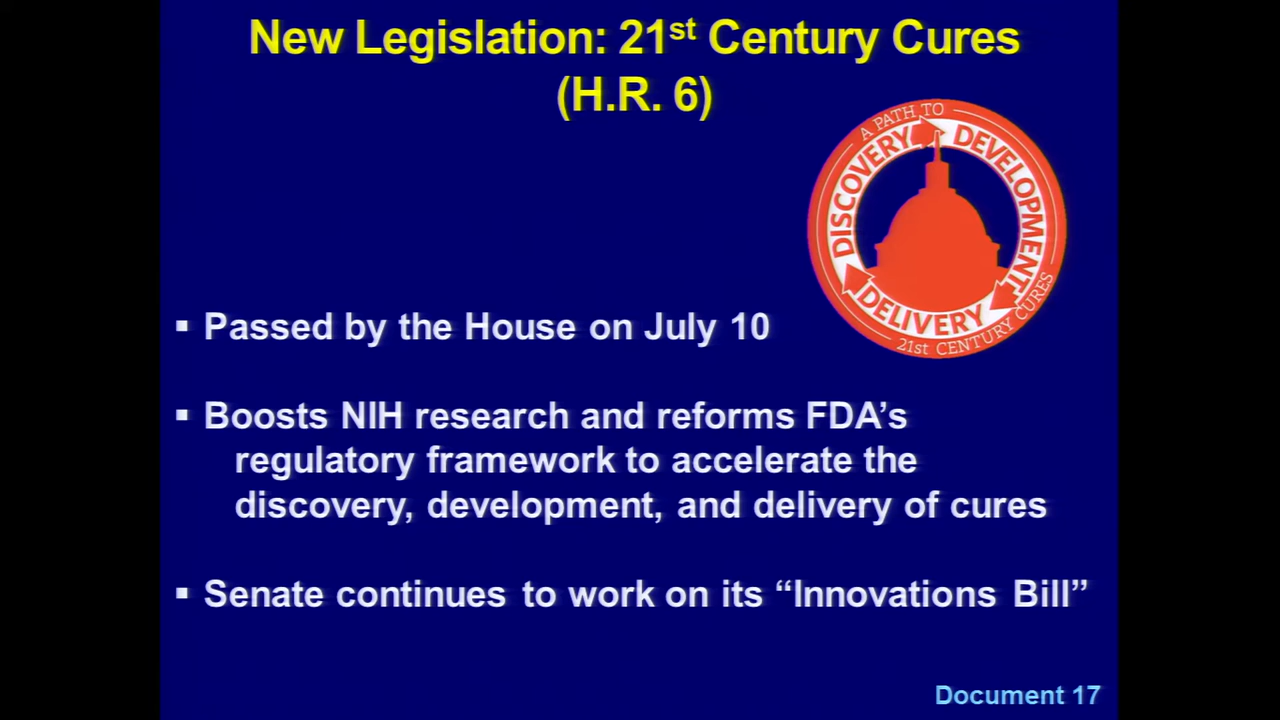 New Legislation: 21st Century Cures
(H.R. 6)
A PATH TO
DISCOVERY DEVELOPMENT
DELIVERY
21st CENTURY CURES
▪ Passed by the House on July 10
▪ Boosts NIH research and reforms FDA’s
regulatory framework to accelerate the
discovery, development, and delivery of cures
▪ Senate continues to work on its “Innovations Bill”
Document 17